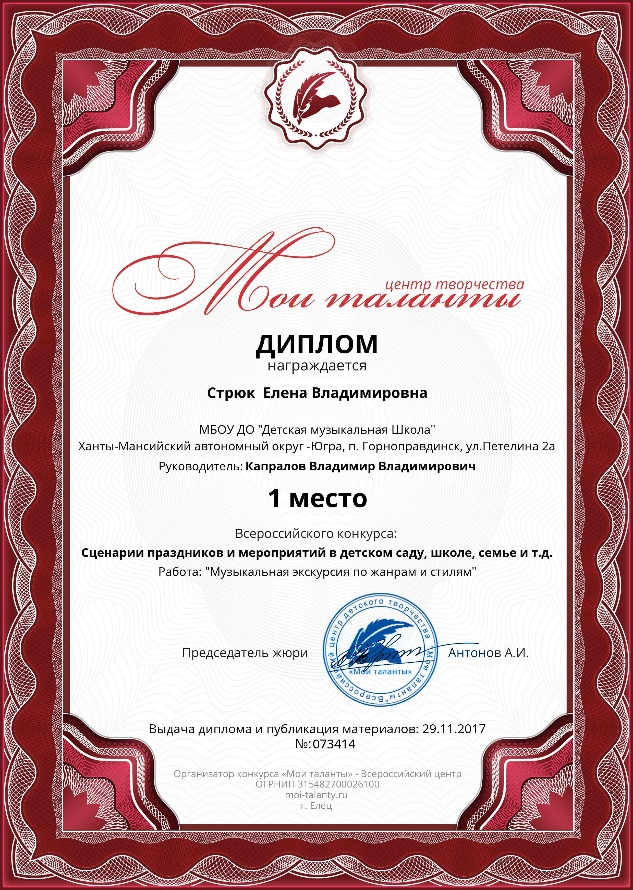 центр творчества
Мои таланты
ДИПЛОМ
награждается
Стрюк Елена Владимировна
МБОУ ДО "Детская музыкальная Школа"
Ханты-Мансийский автономный округ -Югра, п. Горноправдинск, ул.Петелина 2а
Руководитель: Капралов Владимир Владимирович
1 место
Всероссийского конкурса:
Сценарии праздников и мероприятий в детском саду, школе, семье и т.д.
Работа: "Музыкальная экскурсия по жанрам и стилям"
Председатель жюри
Всероссийский центр детского творчества "Мои таланты"
«Мои таланты»
Антонов А.И.
Выдача диплома и публикация материалов: 29.11.2017
№:073414
Организатор конкурса «Мои таланты» - Всероссийский центр
ОГРНИП 315482700026100
moi-talanty.ru
г. Елец